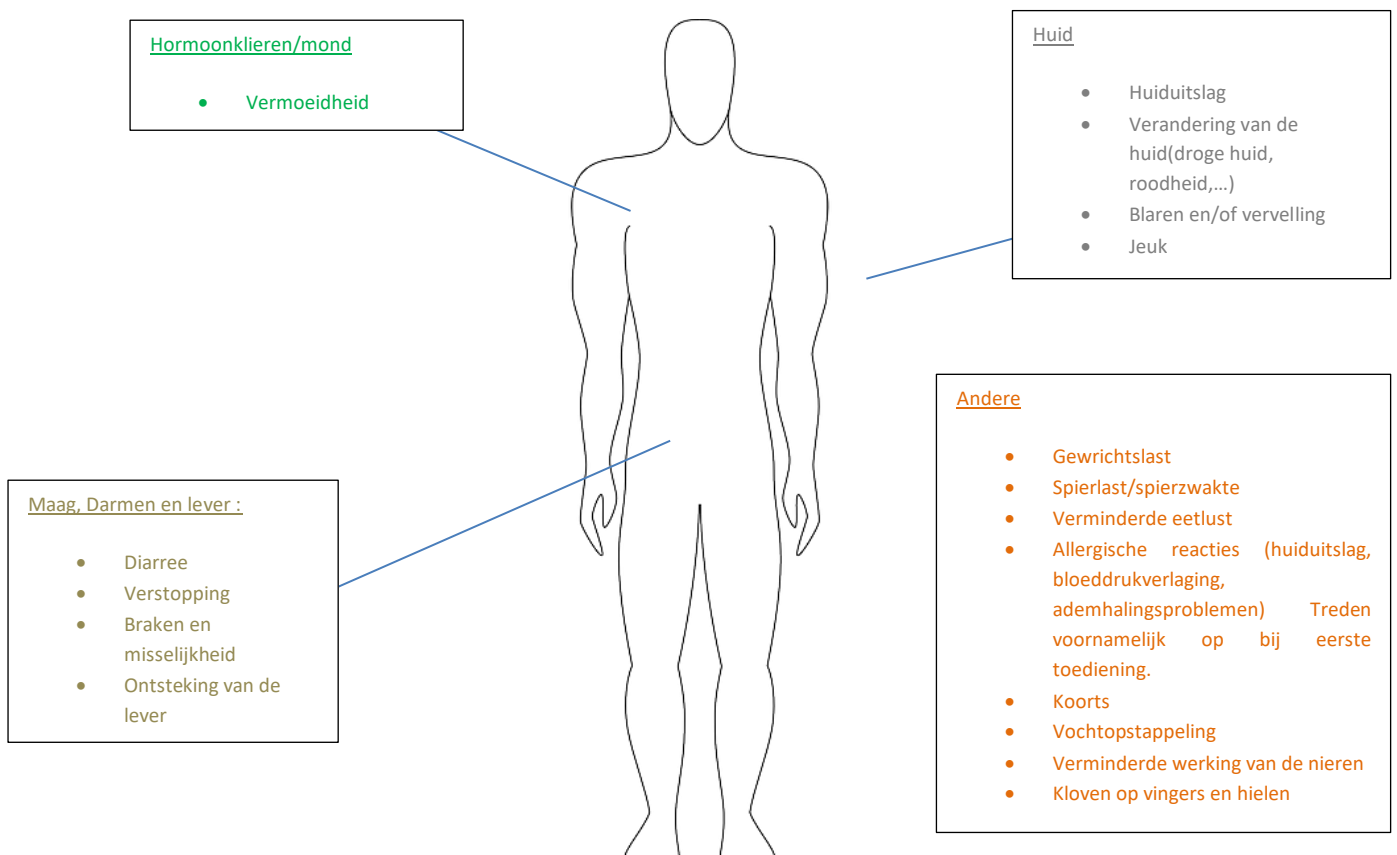 Hormoonklieren/mond
• Vermoeidheid
Huid
• Huiduitslag
• Verandering van de
huid(droge huid,
roodheid,...)
• Blaren en/of vervelling
• Jeuk
Maag, Darmen en lever :
• Diarree
• Verstopping
• Braken en
misselijkheid
• Ontsteking van de
lever
Andere
• Gewrichtslast
• Spierlast/spierzwakte
• Verminderde eetlust
• Allergische reacties (huiduitslag,
bloeddrukverlaging,
ademhalingsproblemen) Treden
voornamelijk op bij eerste
toediening.
• Koorts
• Vochtopstappeling
• Verminderde werking van de nieren
• Kloven op vingers en hielen